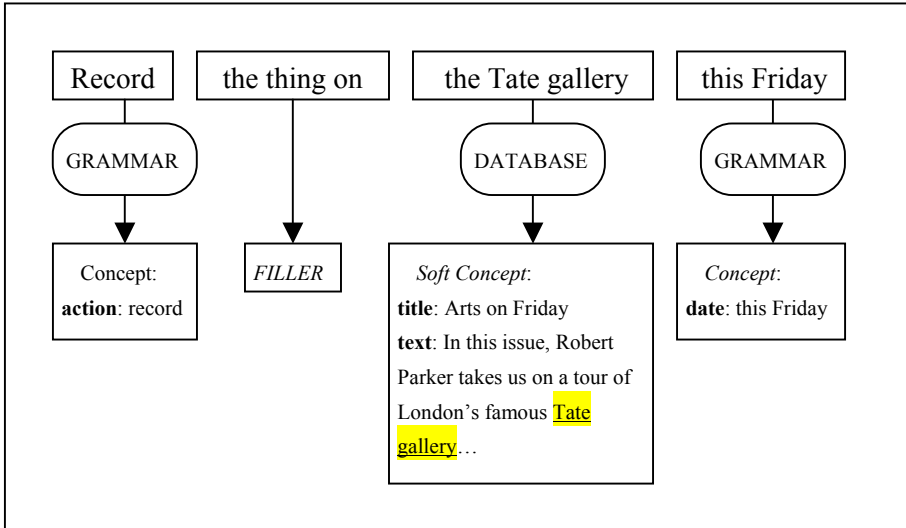 Record
the thing on
the Tate gallery
this Friday
GRAMMAR
DATABASE
GRAMMAR
Concept:
action: record
FILLER
Soft Concept:
title: Arts on Friday
text: In this issue, Robert
Parker takes us on a tour of
London’s famous Tate
gallery…
Concept:
date: this Friday